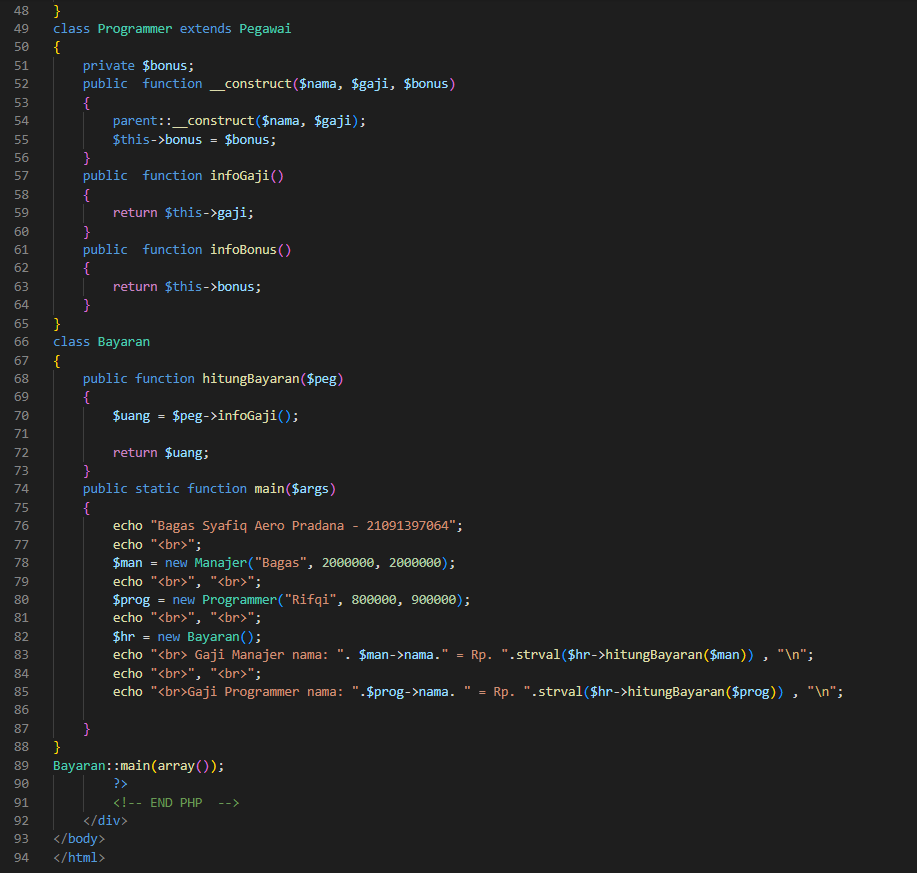 48 }
49 class Programmer extends Pegawai
50 {
51     private $bonus;
52     public  function __construct($nama, $gaji, $bonus)
53     {
54         parent::__construct($nama, $gaji);
55         $this->bonus = $bonus;
56     }
57     public  function infoGaji()
58     {
59         return $this->gaji;
60     }
61     public  function infoBonus()
62     {
63         return $this->bonus;
64     }
65 }
66 class Bayaran
67 {
68     public function hitungBayaran($peg)
69     {
70         $uang = $peg->infoGaji();
71
72         return $uang;
73     }
74     public static function main($args)
75     {
76         echo "Bagas Syafiq Aero Pradana - 21091397064";
77         echo "<br>";
78         $man = new Manajer("Bagas", 2000000, 2000000);
79         echo "<br>", "<br>";
80         $prog = new Programmer("Rifqi", 800000, 900000);
81         echo "<br>", "<br>";
82         $hr = new Bayaran();
83         echo "<br> Gaji Manajer nama: ". $man->nama." = Rp. ".strval($hr->hitungBayaran($man)) , "\n";
84         echo "<br>", "<br>";
85         echo "<br>Gaji Programmer nama: ".$prog->nama. " = Rp. ".strval($hr->hitungBayaran($prog)) , "\n";
86
87     }
88 }
89 Bayaran::main(array());
90         ?>
91         <!-- END PHP  -->
92     </div>
93 </body>
94 </html>